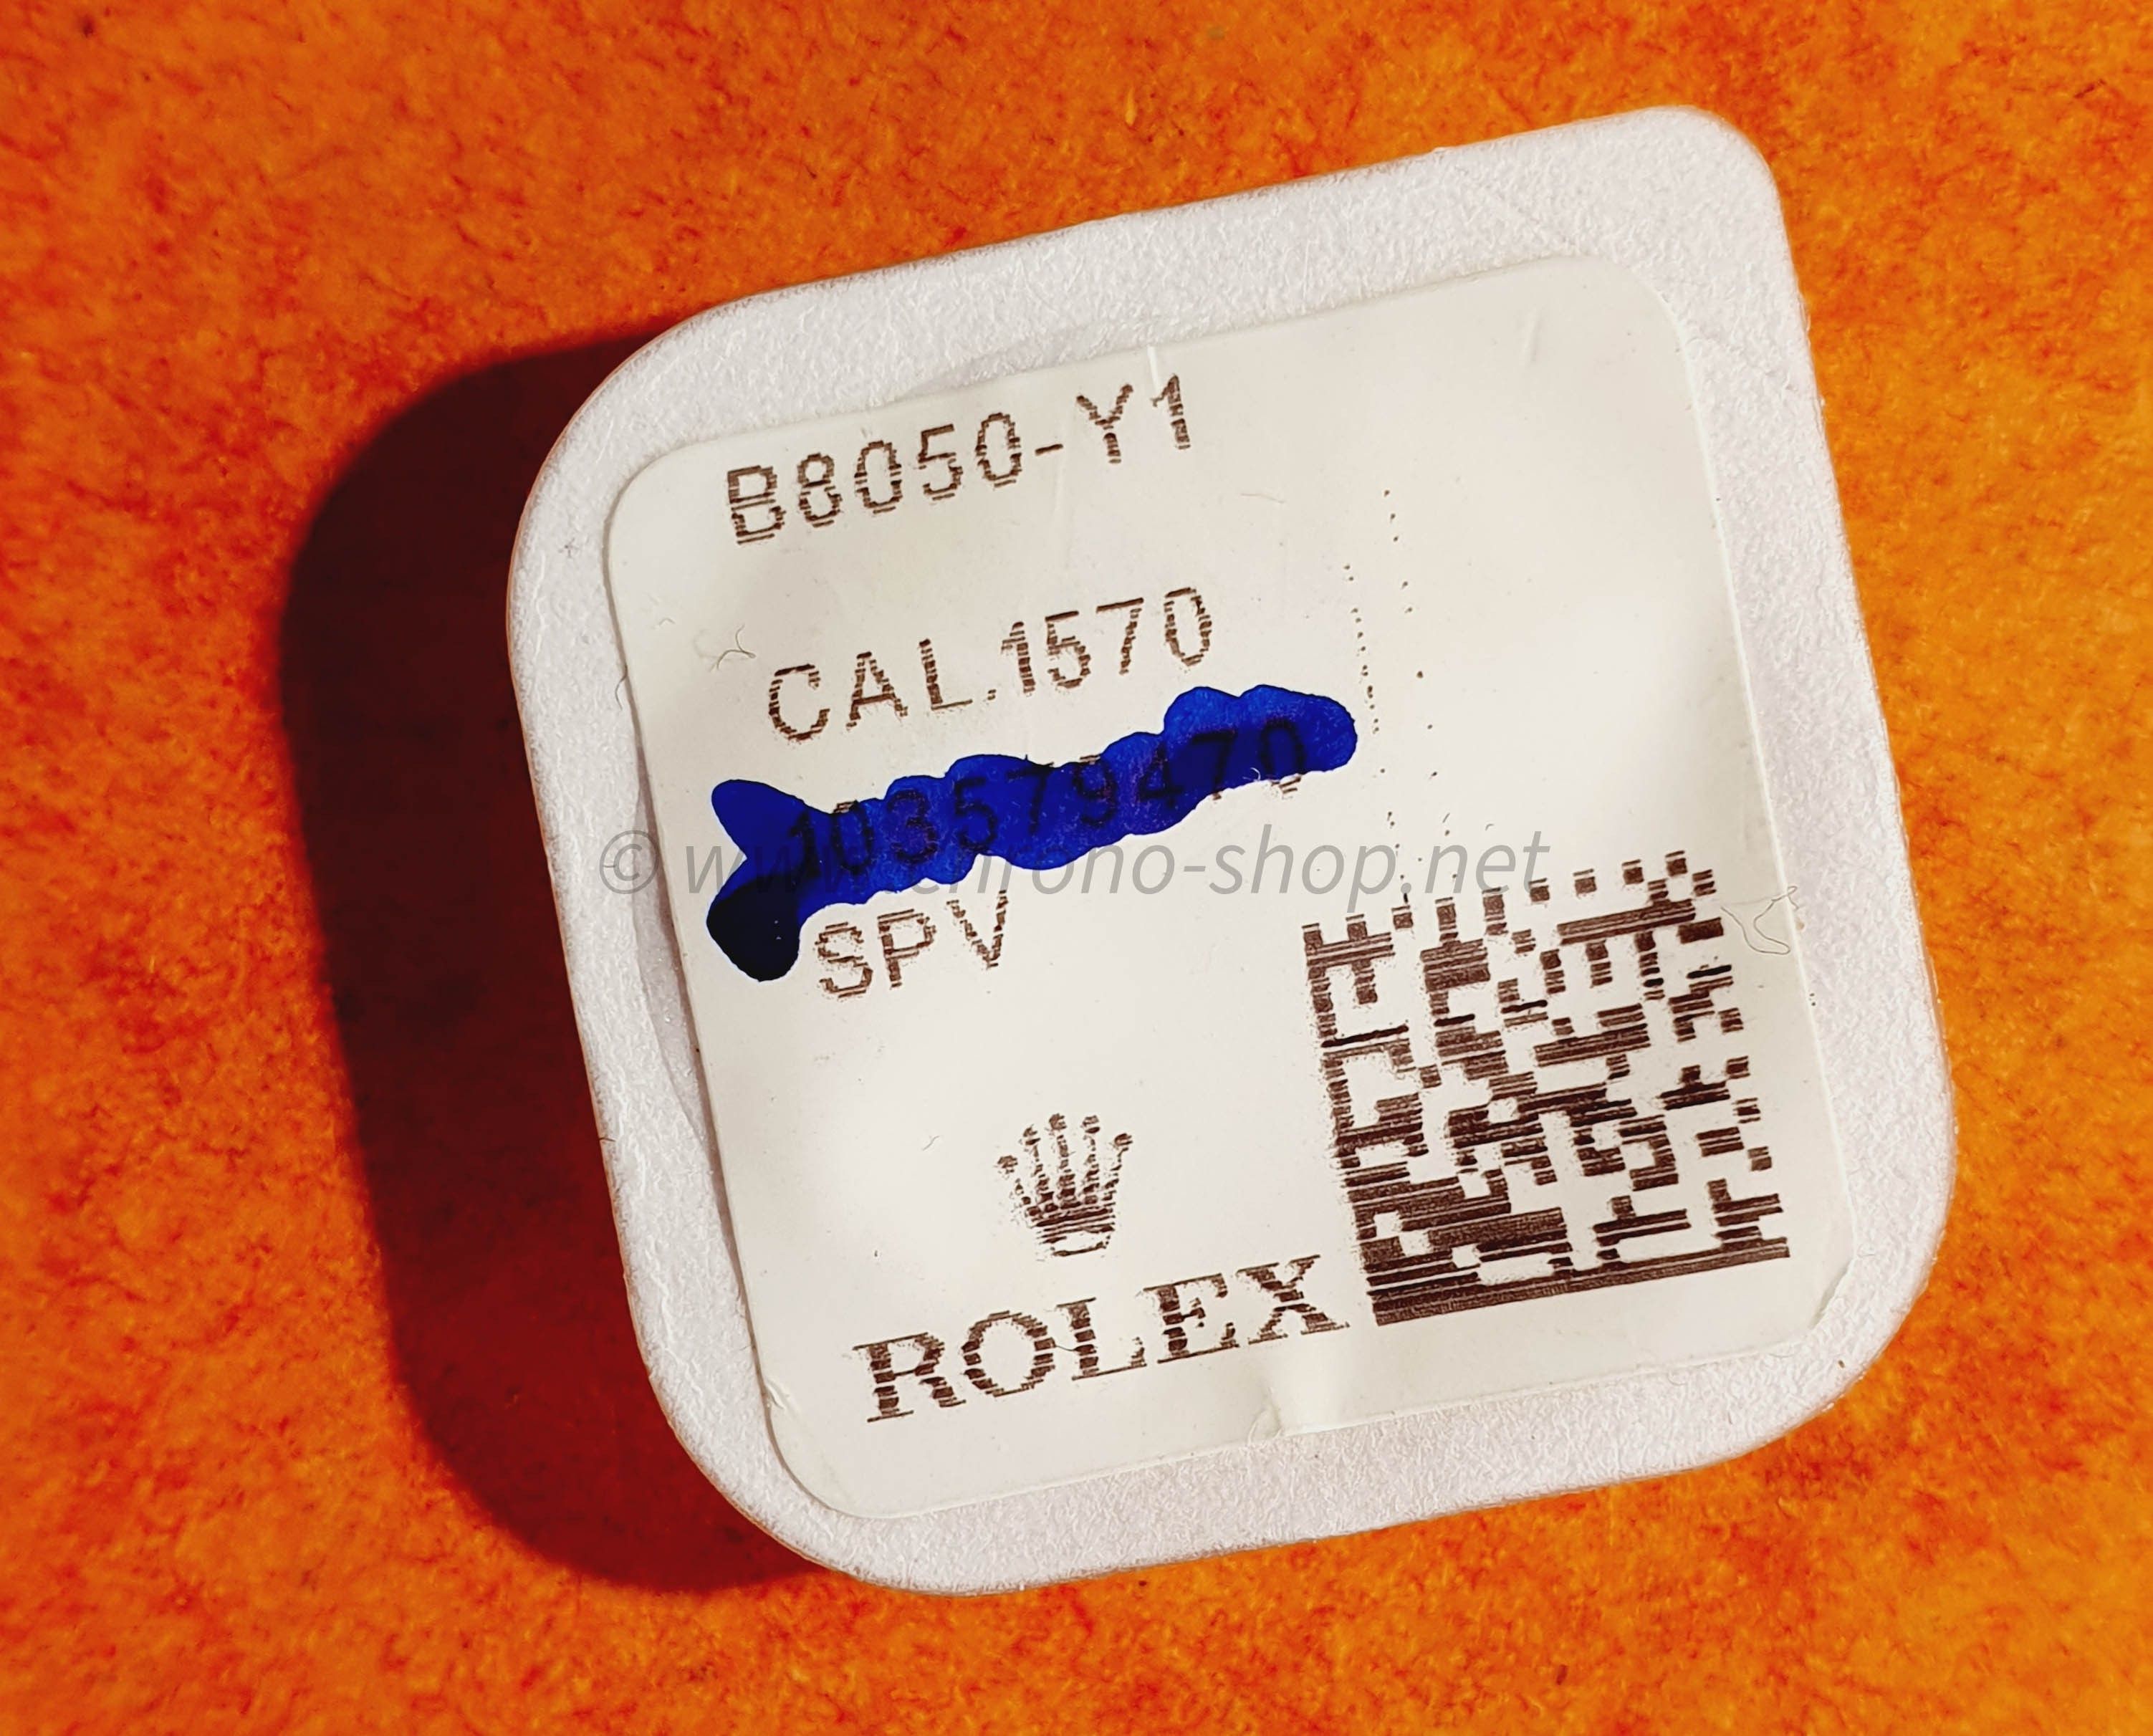 B8050-Y1
CAL.1570
103579470
© www.chrono-shop.net
SPV
ROLEX